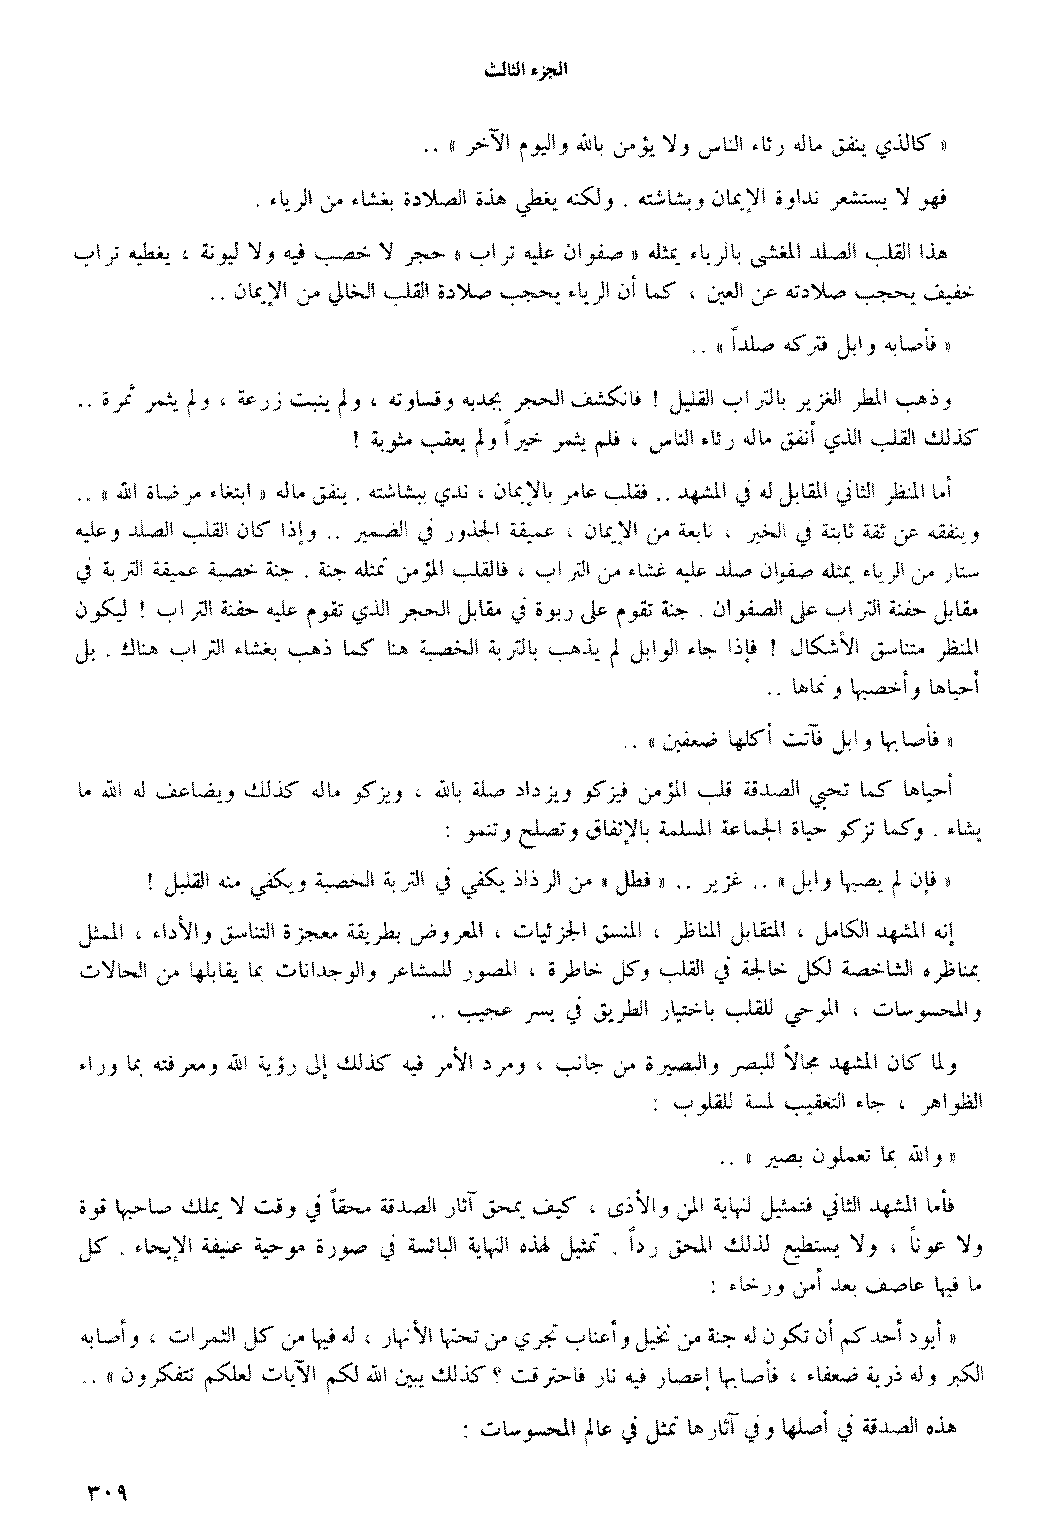 الجزء الثالث
« كالذي ينفق ماله رئاء الناس ولا يؤمن بالله واليوم الآخر » ..
فهو لا يستشعر نداوة الإيمان وبشاشته . ولكنه يغطي هذة الصلادة بغشاء من الرياء .
هذا القلب الصلد المغشى بالرياء يمثله « صفوان عليه تراب » حجر لا خصب فيه ولا ليونة ، يغطيه تراب
خفيف يحجب صلادته عن العين ، كما أن الرياء يحجب صلادة القلب الخالي من الإيمان ..
« فأصابه وابل فتركه صلداً » ..
وذهب المطر الغزير بالتراب القليل ! فانكشف الحجر بجدبه وقساوته ، ولم ينبت زرعة ، ولم يثمر ثمرة ..
كذلك القلب الذي أنفق ماله رئاء الناس ، فلم يثمر خيراً ولم يعقب مثوبة !
أما المنظر الثاني المقابل له في المشهد .. فقلب عامر بالإيمان ، ندي ببشاشته . ينفق ماله « ابتغاء مرضاة الله » ..
وينفقه عن ثقة ثابتة في الخير ، نابعة من الإيمان ، عميقة الجذور في الضمير .. وإذا كان القلب الصلد وعليه
ستار من الرياء يمثله صفوان صلد عليه غشاء من التراب ، فالقلب المؤمن تمثله جنة . جنة خصبة عميقة التربة في
مقابل حفنة التراب على الصفوان . جنة تقوم على ربوة في مقابل الحجر الذي تقوم عليه حفنة التراب ! ليكون
المنظر متناسق الأشكال ! فإذا جاء الوابل لم يذهب بالتربة الخصبة هنا كما ذهب بغشاء التراب هناك . بل
أحياها وأخصبها ونماها ..
« فأصابها وابل فآتت أكلها ضعفين » ..
أحياها كما تحيي الصدقة قلب المؤمن فيزكو ويزداد صلة بالله ، ويزكو ماله كذلك ويضاعف له الله ما
يشاء . وكما تزكو حياة الجماعة المسلمة بالإنفاق وتصلح وتنمو :
« فإن لم يصبها وابل » .. غزير .. « فطل » من الرذاذ يكفي في التربة الخصبة ويكفي منه القليل !
إنه المشهد الكامل ، المتقابل المناظر ، المنسق الجزئيات ، المعروض بطريقة معجزة التناسق والأداء ، الممثل
بمناظره الشاخصة لكل خالجة في القلب وكل خاطرة ، المصور للمشاعر والوجدانات بما يقابلها من الحالات
والمحسوسات ، الموحي للقلب باختيار الطريق في يسر عجيب ..
ولما كان المشهد مجالاً للبصر والبصيرة من جانب ، ومرد الأمر فيه كذلك إلى رؤية الله ومعرفته بما وراء
الظواهر ، جاء التعقيب لمسة للقلوب :
« والله بما تعملون بصير » ..
فأما المشهد الثاني فتمثيل لنهاية المن والأذى ، كيف يمحق آثار الصدقة محقاً في وقت لا يملك صاحبها قوة
ولا عوناً ، ولا يستطيع لذلك المحق رداً . تمثيل لهذه النهاية البائسة في صورة موحية عنيفة الإيحاء . كل
ما فيها عاصف بعد أمن ورخاء :
« أيود أحدكم أن تكون له جنة من نخيل وأعناب تجري من تحتها الأنهار ، له فيها من كل الثمرات ، وأصابه
الكبر وله ذرية ضعفاء ، فأصابها إعصار فيه نار فاحترقت ؟ كذلك يبين الله لكم الآيات لعلكم تتفكرون » ..
هذه الصدقة في أصلها وفي آثارها تمثل في عالم المحسوسات :
٣٠٩